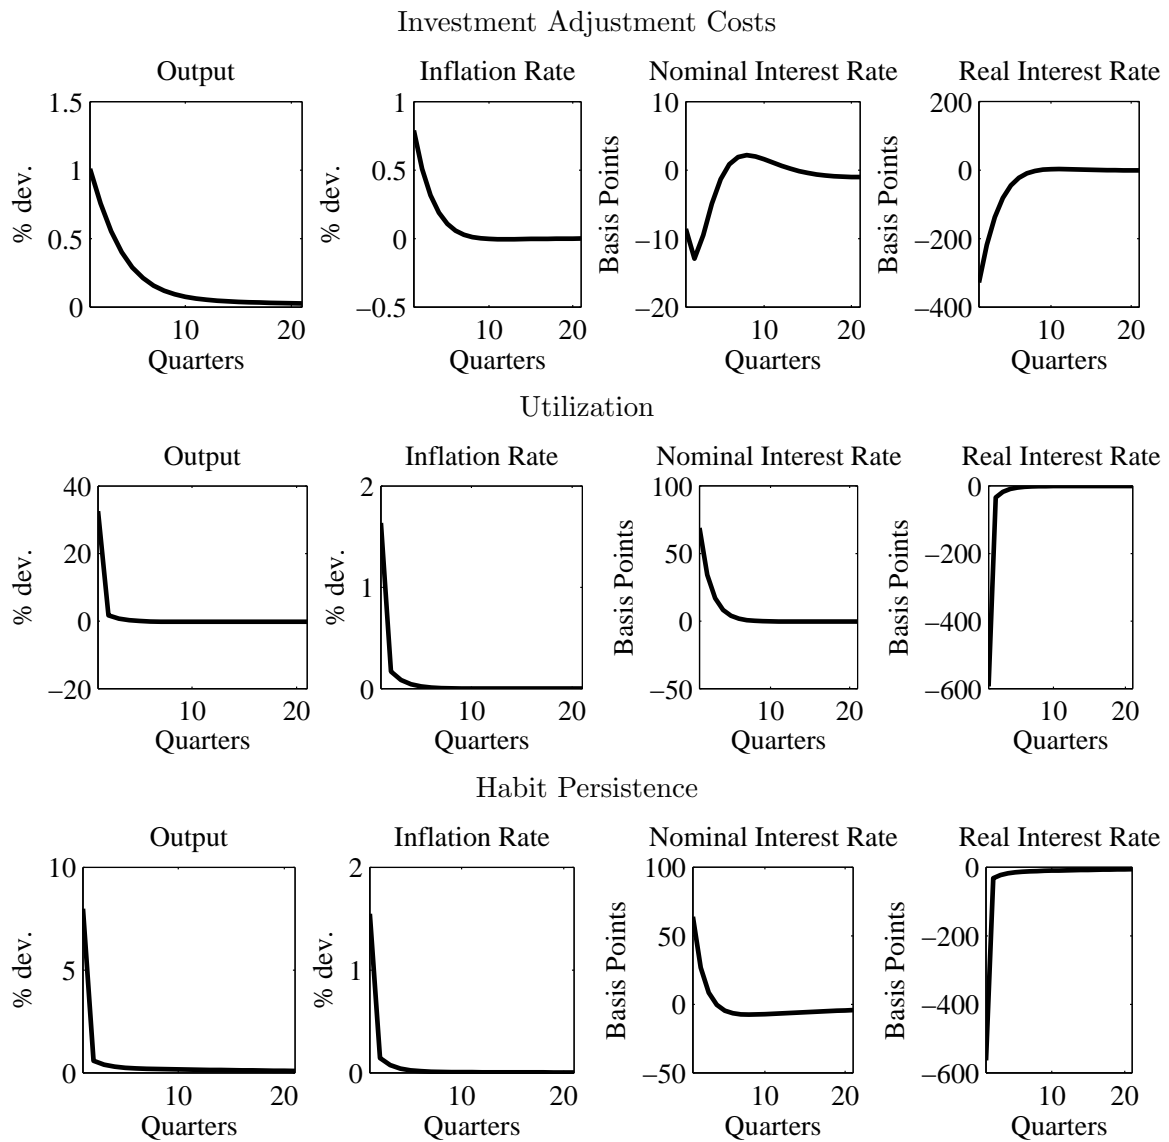 Investment Adjustment Costs
Output
Inflation Rate
Nominal Interest Rate
Real Interest Rate
% dev.
1.5
1
0.5
0
10
20
Quarters
% dev.
1
0.5
0
−0.5
10
20
Quarters
Basis Points
10
0
−10
−20
10
20
Quarters
Basis Points
200
0
−200
−400
10
20
Quarters
Utilization
Output
Inflation Rate
Nominal Interest Rate
Real Interest Rate
% dev.
40
20
0
−20
10
20
Quarters
% dev.
2
1
0
10
20
Quarters
Basis Points
100
50
0
−50
10
20
Quarters
Basis Points
0
−200
−400
−600
10
20
Quarters
Habit Persistence
Output
Inflation Rate
Nominal Interest Rate
Real Interest Rate
% dev.
10
5
0
10
20
Quarters
% dev.
2
1
0
10
20
Quarters
Basis Points
100
50
0
−50
10
20
Quarters
Basis Points
0
−200
−400
−600
10
20
Quarters